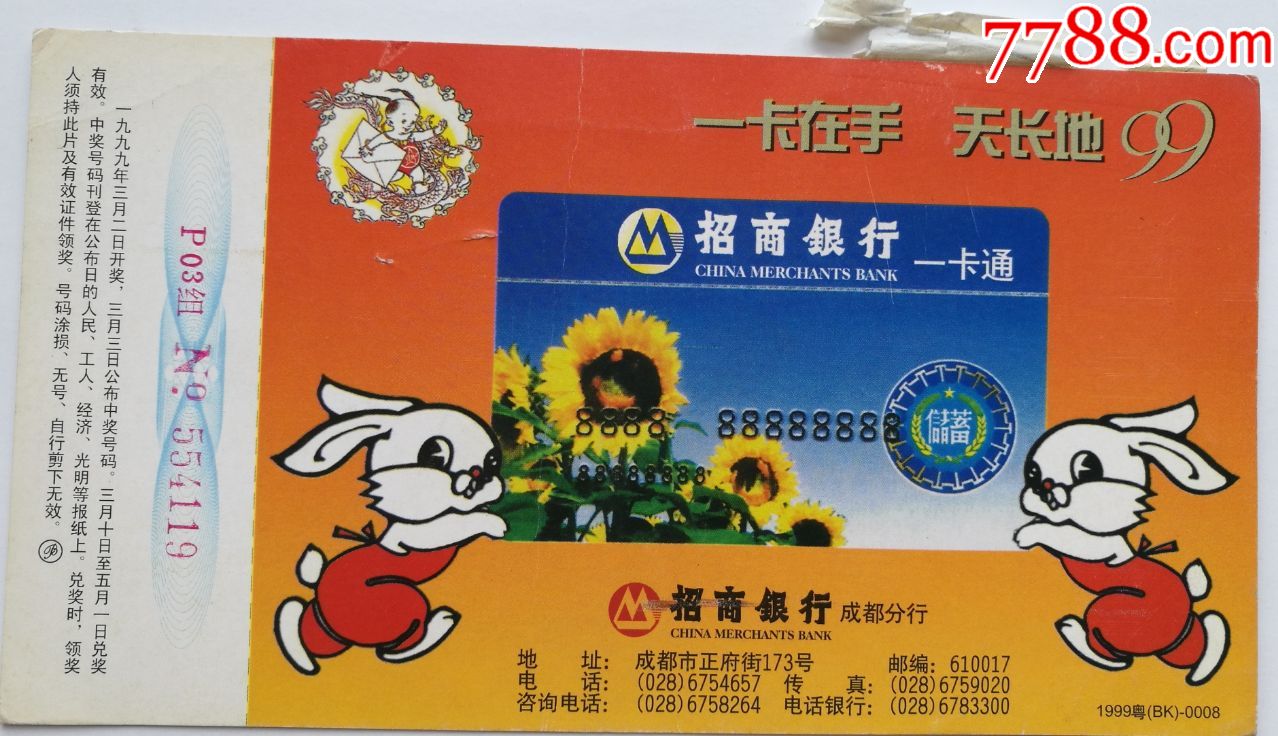 7788.com
一卡在手 天长地99
招商銀行
CHINA MERCHANTS BANK
一卡通
8888 88888888
888888888
儲蓄
招商銀行 成都分行
CHINA MERCHANTS BANK
地 址: 成都市正府街173号 邮编: 610017
电 话: (028)6754657 传 真: (028)6759020
咨询电话: (028)6758264 电话银行: (028)6783300
1999粤(BK)-0008
P03组 No. 554119
一九九九年三月二日开奖,三月三日公布中奖号码。三月十日至五月一日兑奖
有效。中奖号码刊登在公布日的人民、工人、经济、光明等报纸上。兑奖时,领奖
人须持此片及有效证件领奖。号码涂损、无号、自行剪下无效。